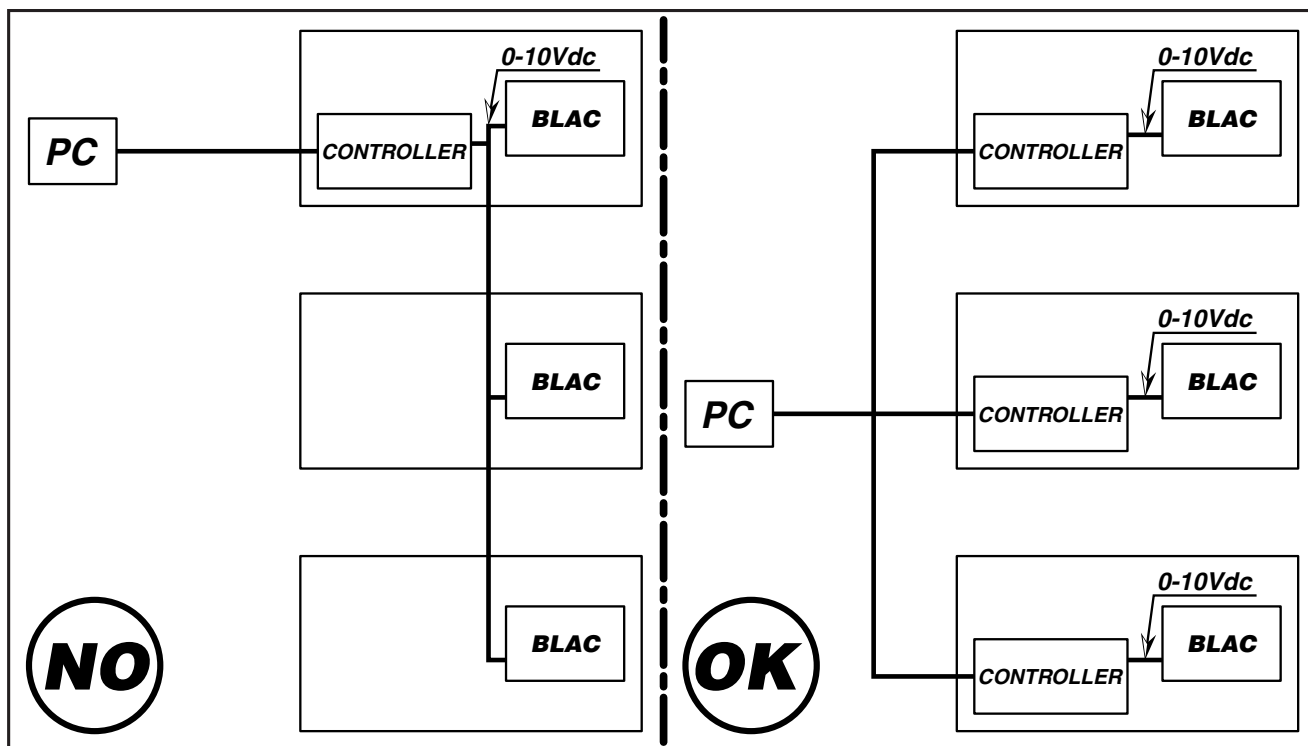 0-10Vdc
BLAC
PC
CONTROLLER
BLAC
BLAC
NO
0-10Vdc
BLAC
CONTROLLER
0-10Vdc
BLAC
PC
CONTROLLER
0-10Vdc
BLAC
CONTROLLER
OK